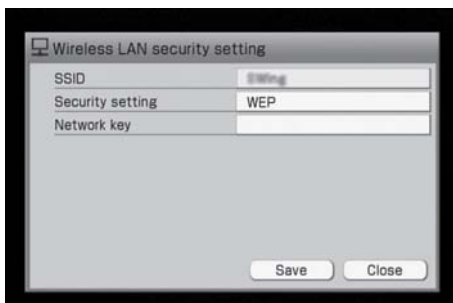 Wireless LAN security setting
SSID
Security setting WEP
Network key
Save Close